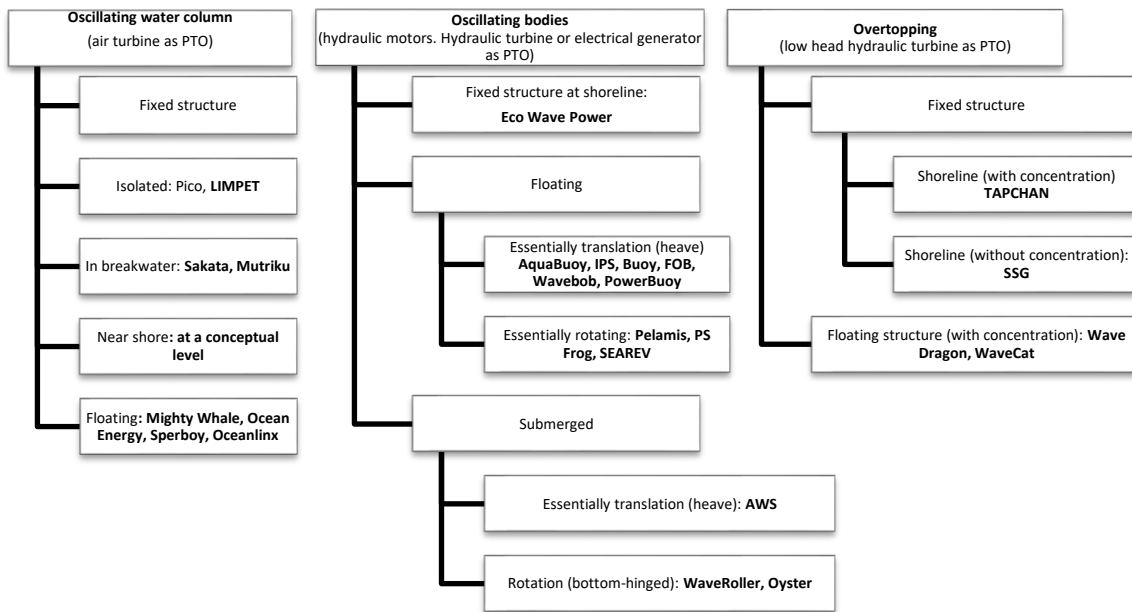 Oscillating water column
(air turbine as PTO)
Fixed structure
Isolated: Pico, LIMPET
In breakwater: Sakata, Mutriku
Near shore: at a conceptual
level
Floating: Mighty Whale, Ocean
Energy, Sperboy, Oceanlinx
Oscillating bodies
(hydraulic motors. Hydraulic turbine or electrical generator
as PTO)
Fixed structure at shoreline:
Eco Wave Power
Floating
Essentially translation (heave)
AquaBuoy, IPS, Buoy, FOB,
Wavebob, PowerBuoy
Essentially rotating: Pelamis, PS
Frog, SEAREV
Submerged
Essentially translation (heave): AWS
Rotation (bottom-hinged): WaveRoller, Oyster
Overtopping
(low head hydraulic turbine as PTO)
Fixed structure
Shoreline (with concentration)
TAPCHAN
Shoreline (without concentration):
SSG
Floating structure (with concentration): Wave
Dragon, WaveCat